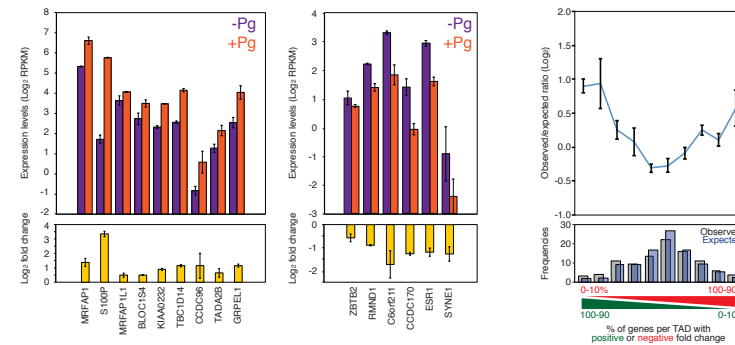 8
7
6
5
4
3
2
1
0
-1
-2
Expression levels (Log₂ RPKM)
-Pg
+Pg
4
3
2
1
0
Log₂ fold change
MRFAP1
S100P
MRFAP1L1
BLOC1S4
KIAA0232
TBC1D14
CCDC96
TADA2B
GRPEL1
4
3
2
1
0
-1
-2
-3
Expression levels (Log₂ RPKM)
-Pg
+Pg
0
-1
-2
Log₂ fold change
ZBTB2
RMND1
C6orf211
CCDC170
ESR1
SYNE1
2.0
1.5
1.0
0.5
0.0
-0.5
-1.0
Observed/expected ratio (Log₂)
30
20
10
0
Frequencies
Observe
Expecte
0-10%
100-90
100-90
0-10
% of genes per TAD with
positive or negative fold change